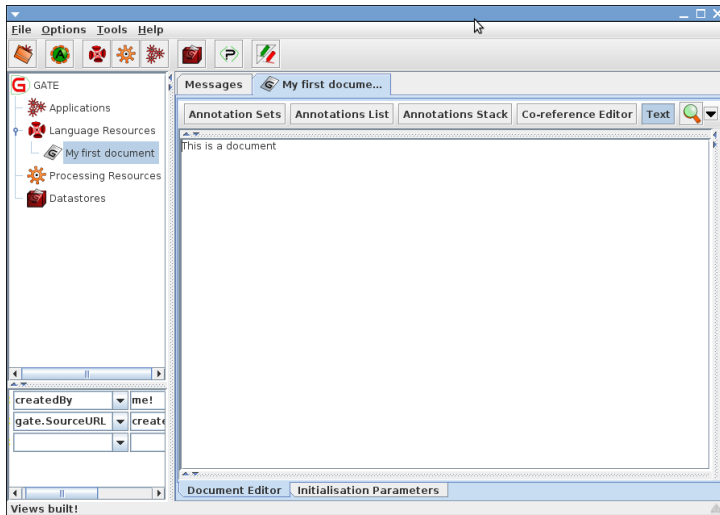 File Options Tools Help
GATE
Applications
Language Resources
My first document
Processing Resources
Datastores
createdBy me!
gate.SourceURL create
Messages My first docume...
Annotation Sets Annotations List Annotations Stack Co-reference Editor Text
This is a document
Document Editor Initialisation Parameters
Views built!